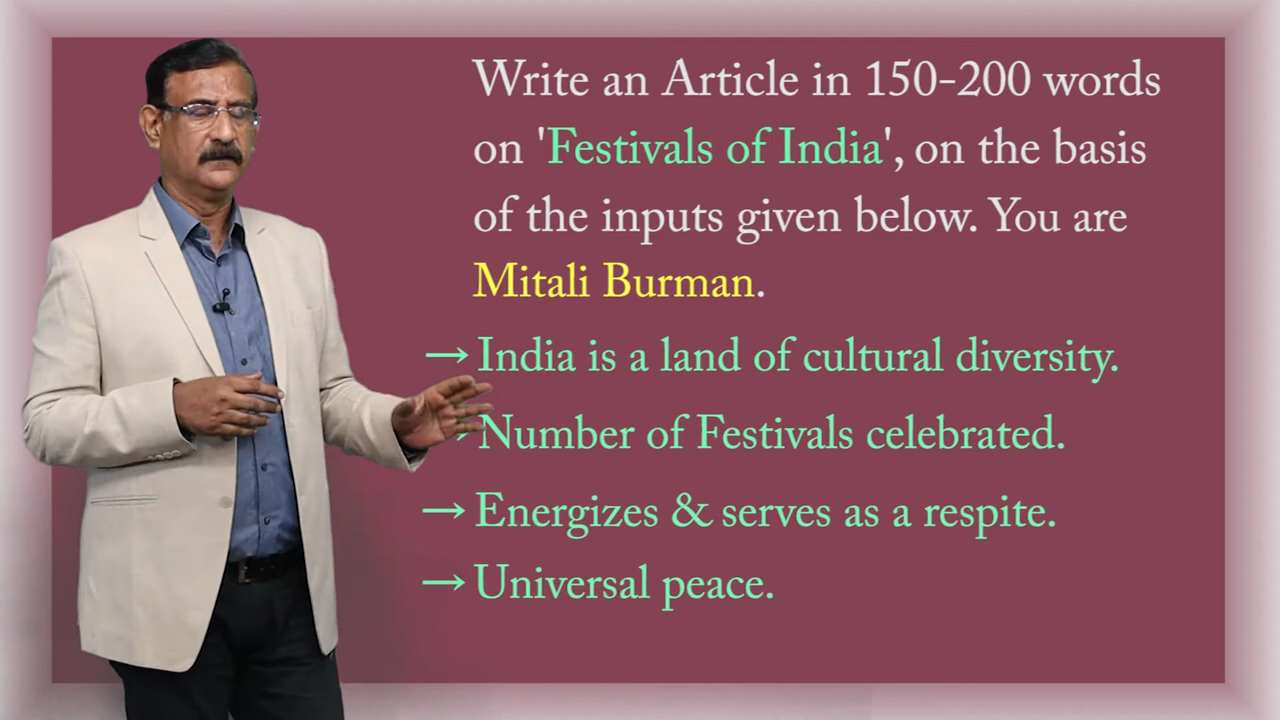 Write an Article in 150-200 words
on 'Festivals of India', on the basis
of the inputs given below. You are
Mitali Burman.
→ India is a land of cultural diversity.
→ Number of Festivals celebrated.
→ Energizes & serves as a respite.
→ Universal peace.